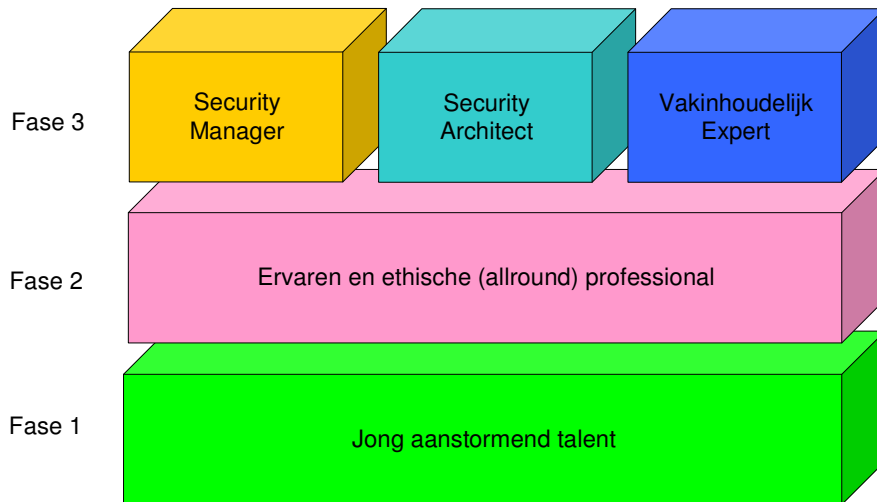 Fase 3
Security
Manager
Security
Architect
Vakinhoudelijk
Expert
Fase 2
Ervaren en ethische (allround) professional
Fase 1
Jong aanstormend talent